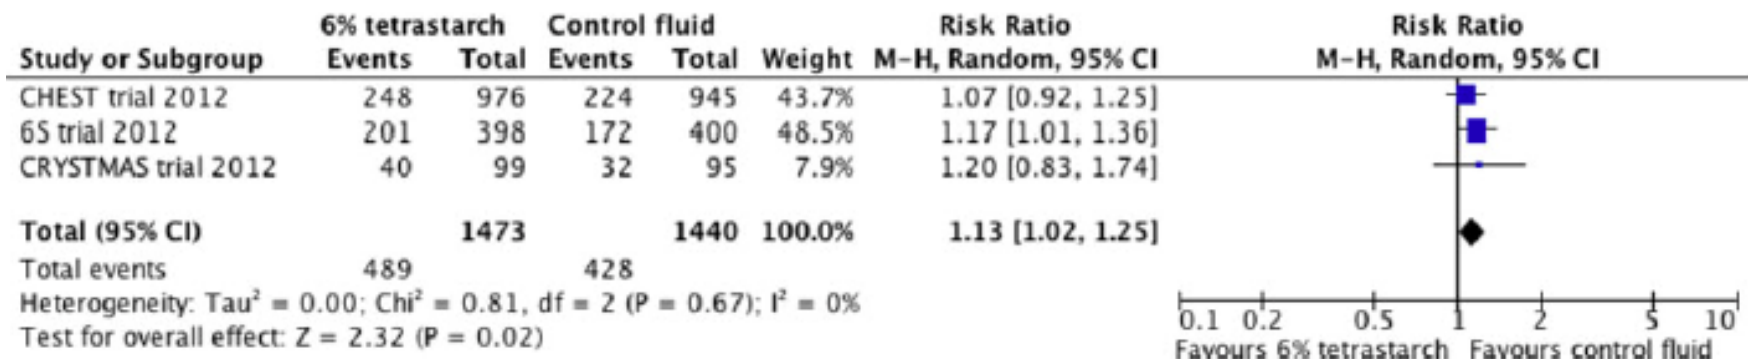 6% tetrastarch Control fluid Risk Ratio Risk Ratio
Study or Subgroup Events Total Events Total Weight M-H, Random, 95% CI M-H, Random, 95% CI
CHEST trial 2012 248 976 224 945 43.7% 1.07 [0.92, 1.25]
6S trial 2012 201 398 172 400 48.5% 1.17 [1.01, 1.36]
CRYSTMAS trial 2012 40 99 32 95 7.9% 1.20 [0.83, 1.74]
Total (95% CI) 1473 1440 100.0% 1.13 [1.02, 1.25]
Total events 489 428
Heterogeneity: Tau² = 0.00; Chi² = 0.81, df = 2 (P = 0.67); I² = 0%
Test for overall effect: Z = 2.32 (P = 0.02)
0.1 0.2 0.5 1 2 5 10
Favours 6% tetrastarch Favours control fluid